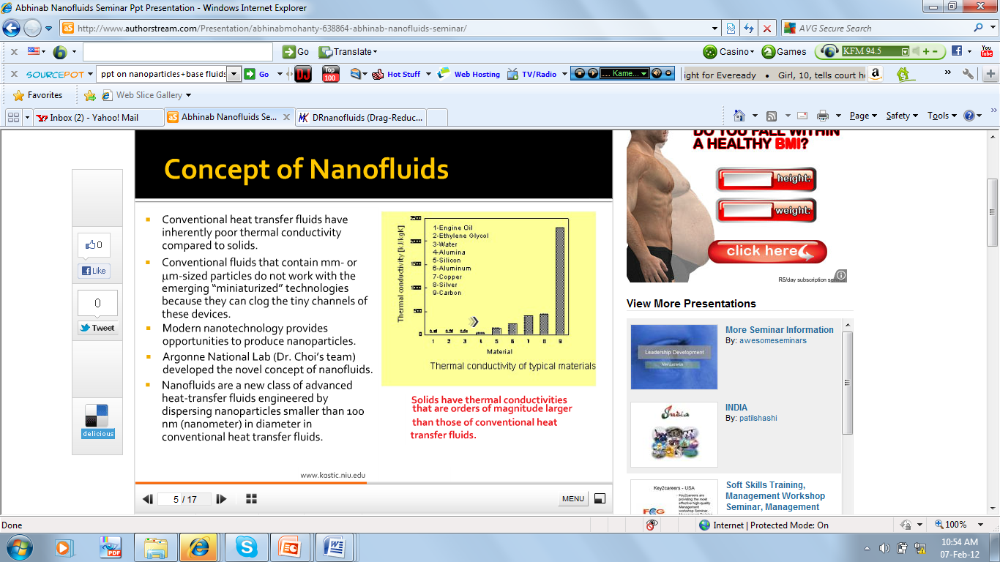 Abhinab Nanofluids Seminar Ppt Presentation - Windows Internet Explorer
http://www.authorstream.com/Presentation/abhinabmohanty-638864-abhinab-nanofluids-seminar/
AVG Secure Search
Go Translate Casino Games KFM 94.5 You Tube
SOURCEPOT ppt on nanoparticles+base fluids Go DJ Top 100 Hot Stuff Web Hosting TV/Radio .... Kame... ight for Eveready • Girl, 10, tells court
Favorites Web Slice Gallery
Inbox (2) - Yahoo! Mail Abhinab Nanofluids Se... DRnanofluids (Drag-Reduc... Page Safety Tools
Concept of Nanofluids
Conventional heat transfer fluids have
inherently poor thermal conductivity
compared to solids.
Conventional fluids that contain mm- or
µm-sized particles do not work with the
emerging “miniaturized” technologies
because they can clog the tiny channels of
these devices.
Modern nanotechnology provides
opportunities to produce nanoparticles.
Argonne National Lab (Dr. Choi’s team)
developed the novel concept of nanofluids.
Nanofluids are a new class of advanced
heat-transfer fluids engineered by
dispersing nanoparticles smaller than 100
nm (nanometer) in diameter in
conventional heat transfer fluids.
Thermal conductivity [kJ/kgK]
2500
2000
1500
1000
500
0
1-Engine Oil
2-Ethylene Glycol
3-Water
4-Alumina
5-Silicon
6-Aluminum
7-Copper
8-Silver
9-Carbon
1 2 3 4 5 6 7 8 9
Material
Thermal conductivity of typical materials
Solids have thermal conductivities
that are orders of magnitude larger
than those of conventional heat
transfer fluids.
www.kostic.niu.edu
5 / 17
MENU
0
Like
0
Tweet
delicious
DO YOU FALL WITHIN
A HEALTHY BMI?
height:
weight:
click here
View More Presentations
Leadership Development
More Seminar Information
By: awesomeseminars
India
INDIA
By: patilshashi
Key2careers - USA
Soft Skills Training,
Management Workshop
Seminar, Management
Done
Internet | Protected Mode: On
100%
PDF
10:54 AM
07-Feb-12